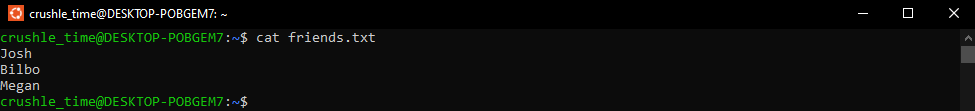 crushle_time@DESKTOP-POBGEM7: ~
crushle_time@DESKTOP-POBGEM7:~$ cat friends.txt
Josh
Bilbo
Megan
crushle_time@DESKTOP-POBGEM7:~$